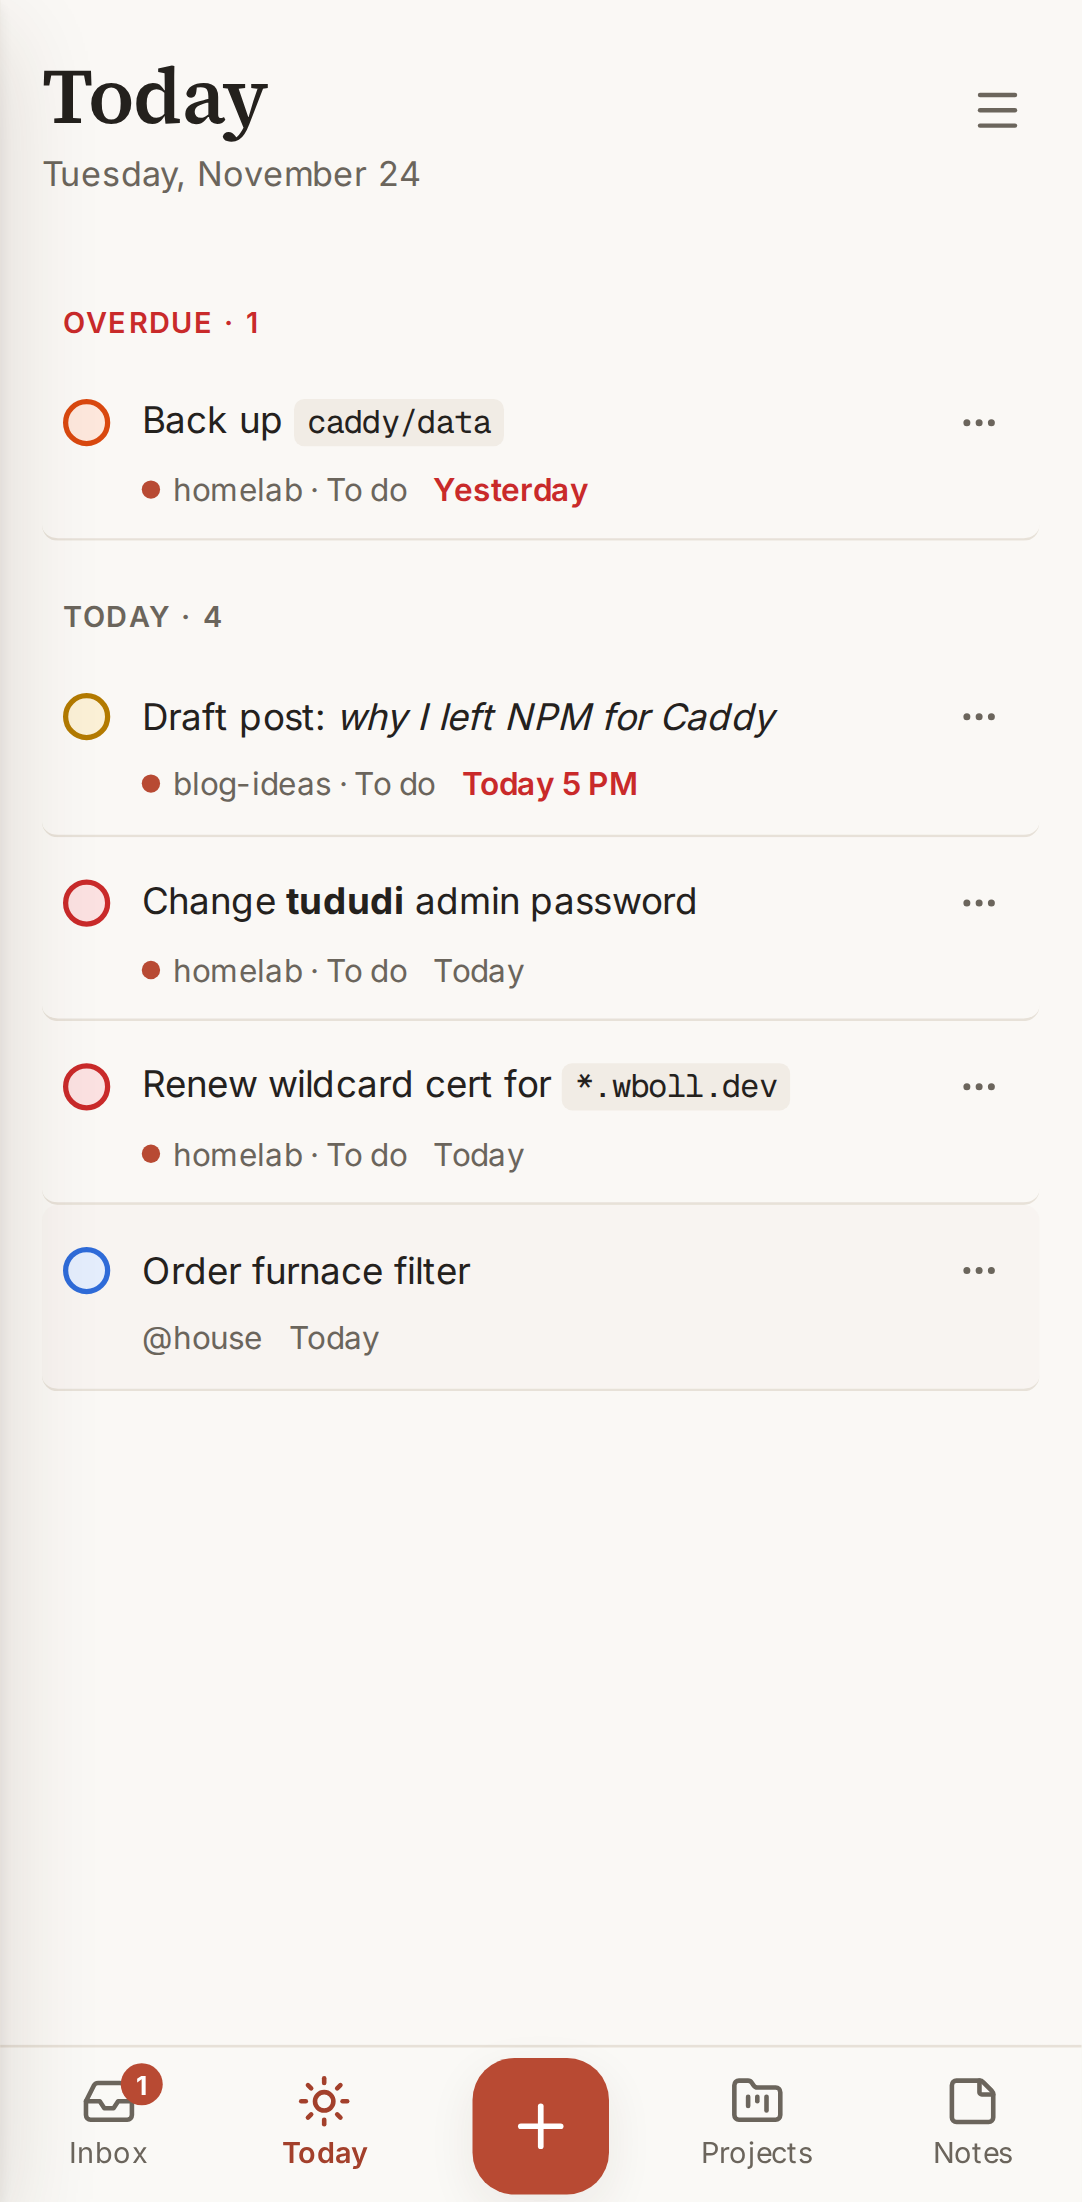 Today
Tuesday, November 24
OVERDUE · 1
Back up caddy/data
homelab · To do Yesterday
TODAY · 4
Draft post: why I left NPM for Caddy
blog-ideas · To do Today 5 PM
Change tududi admin password
homelab · To do Today
Renew wildcard cert for *.wboll.dev
homelab · To do Today
Order furnace filter
@house Today
1
Inbox
Today
Projects
Notes